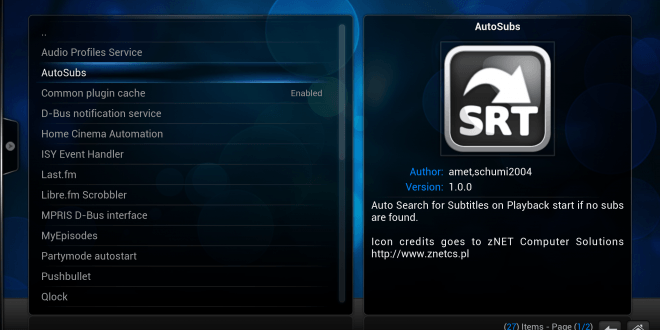 ..
Audio Profiles Service
AutoSubs
Common plugin cache Enabled
D-Bus notification service
Home Cinema Automation
ISY Event Handler
Last.fm
Libre.fm Scrobbler
MPRIS D-Bus interface
MyEpisodes
Partymode autostart
Pushbullet
Qlock
AutoSubs
SRT
Author: amet,schumi2004
Version: 1.0.0
Auto Search for Subtitles on Playback start if no subs
are found.
Icon credits goes to zNET Computer Solutions
http://www.znetcs.pl
(27) Items - Page (1/2)